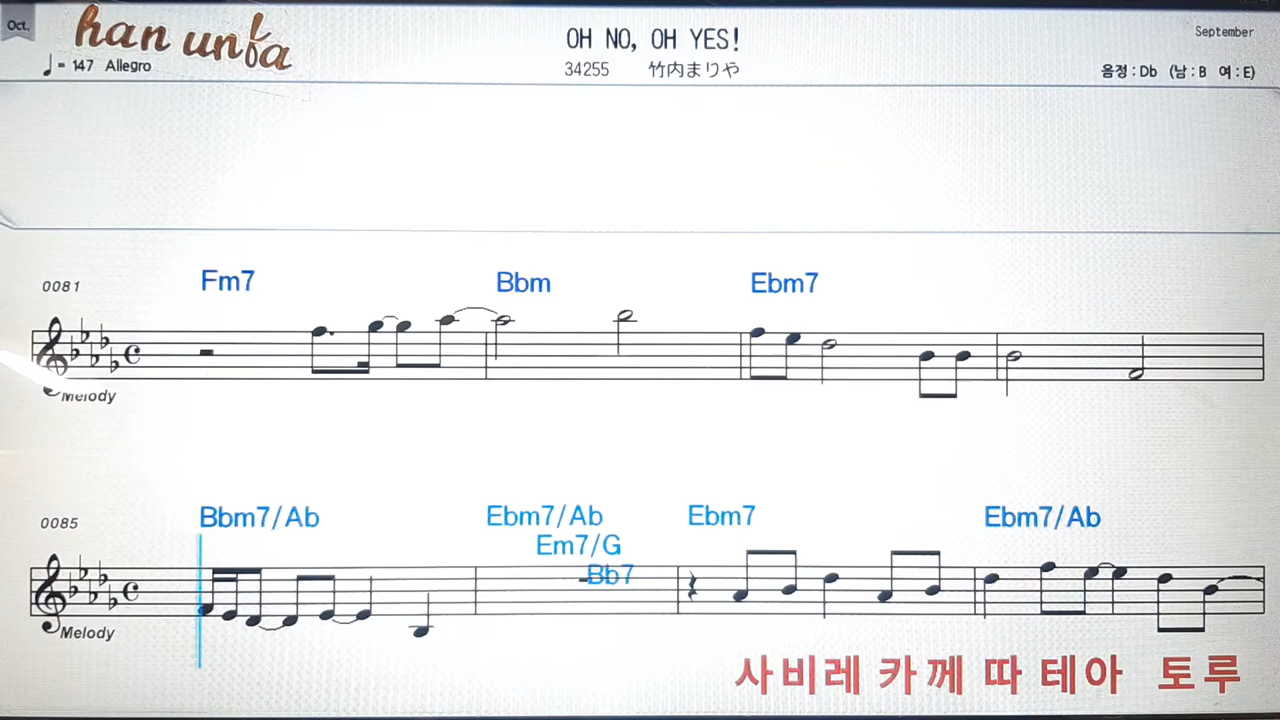 Oct.
han unfa
OH NO, OH YES!
September
♩= 147 Allegro
34255 竹内まりや
음정 : Db (남 : B 여 : E)
0081
Fm7 Bbm Ebm7
Melody
0085
Bbm7/Ab Ebm7/Ab Ebm7 Ebm7/Ab
Em7/G
Bb7
Melody
사비레 카께 따 테아 토루